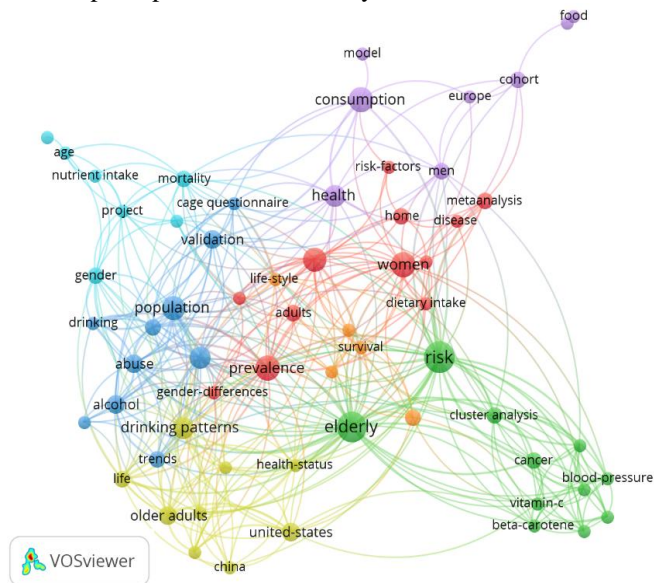 food
model
cohort
consumption
europe
age
risk-factors
men
nutrient intake
mortality
health
metaanalysis
cage questionnaire
project
home
disease
validation
women
gender
life-style
dietary intake
population
adults
drinking
survival
risk
abuse
prevalence
gender-differences
alcohol
cluster analysis
drinking patterns
elderly
trends
health-status
cancer
life
blood-pressure
vitamin-c
older adults
beta-carotene
united-states
china
VOSviewer